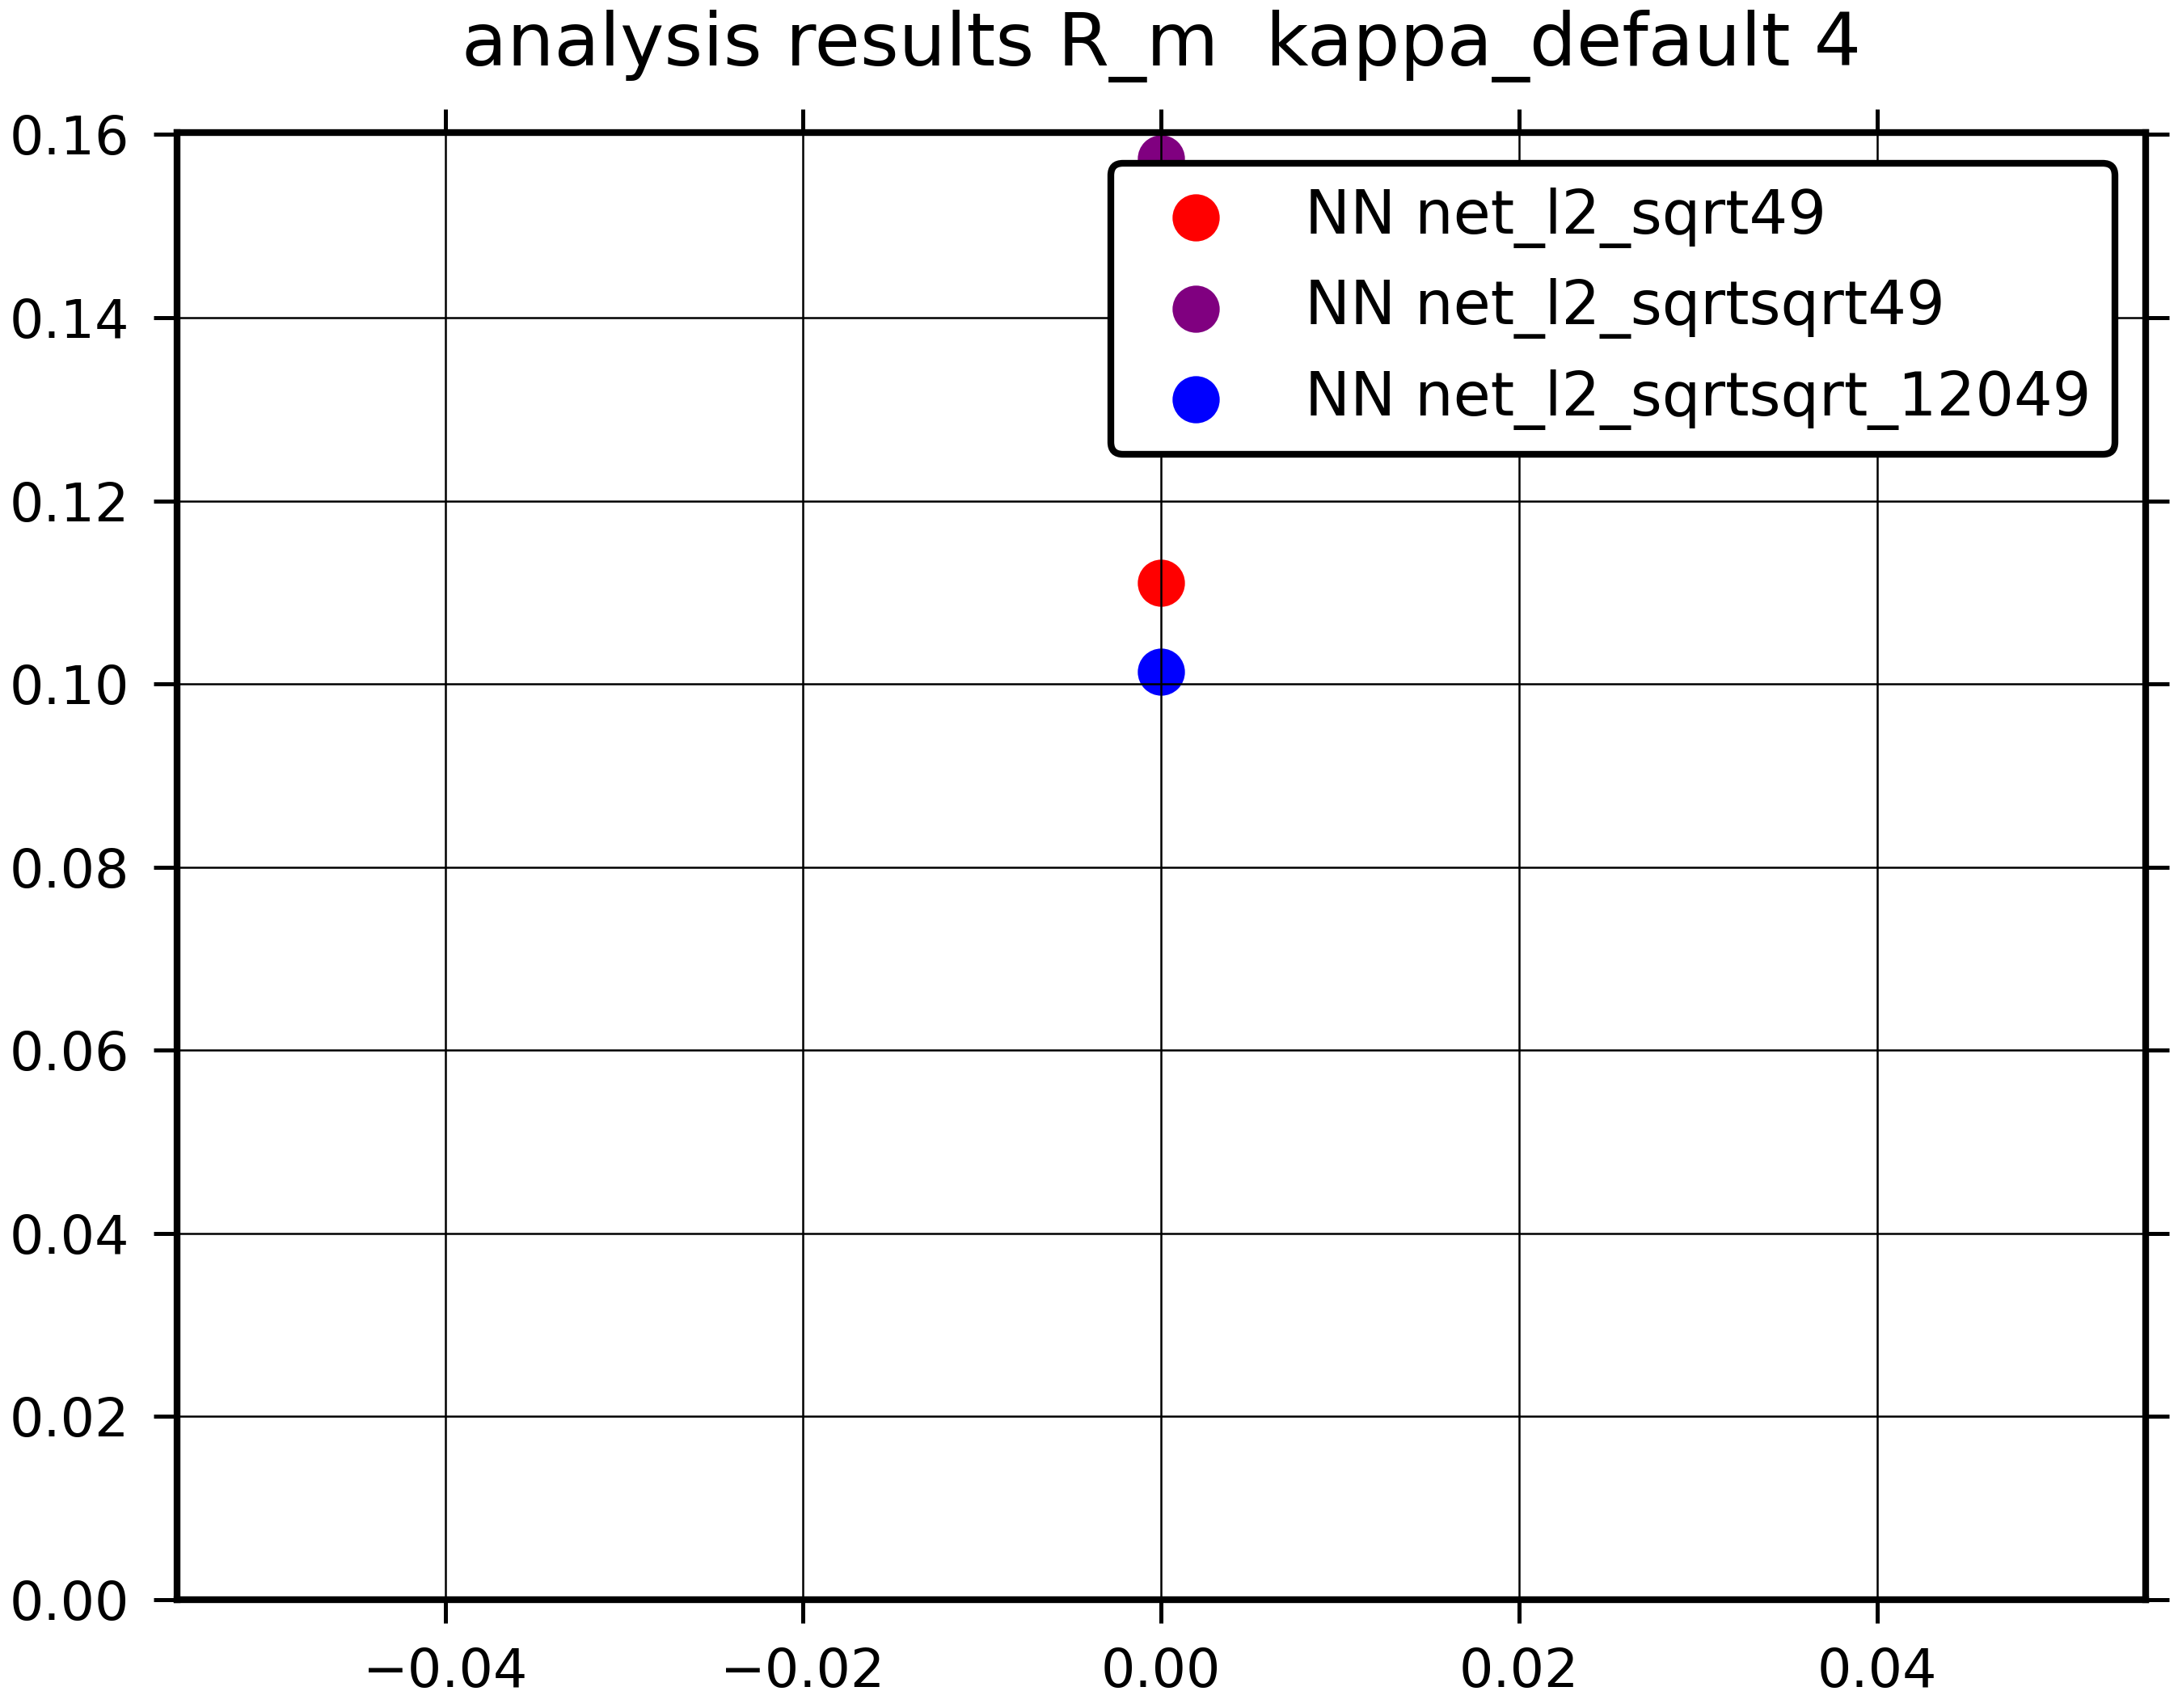 analysis results R_m  kappa_default 4
0.16
NN net_l2_sqrt49
0.14
NN net_l2_sqrtsqrt49
NN net_l2_sqrtsqrt_12049
0.12
0.10
0.08
0.06
0.04
0.02
0.00
−0.04 −0.02 0.00 0.02 0.04